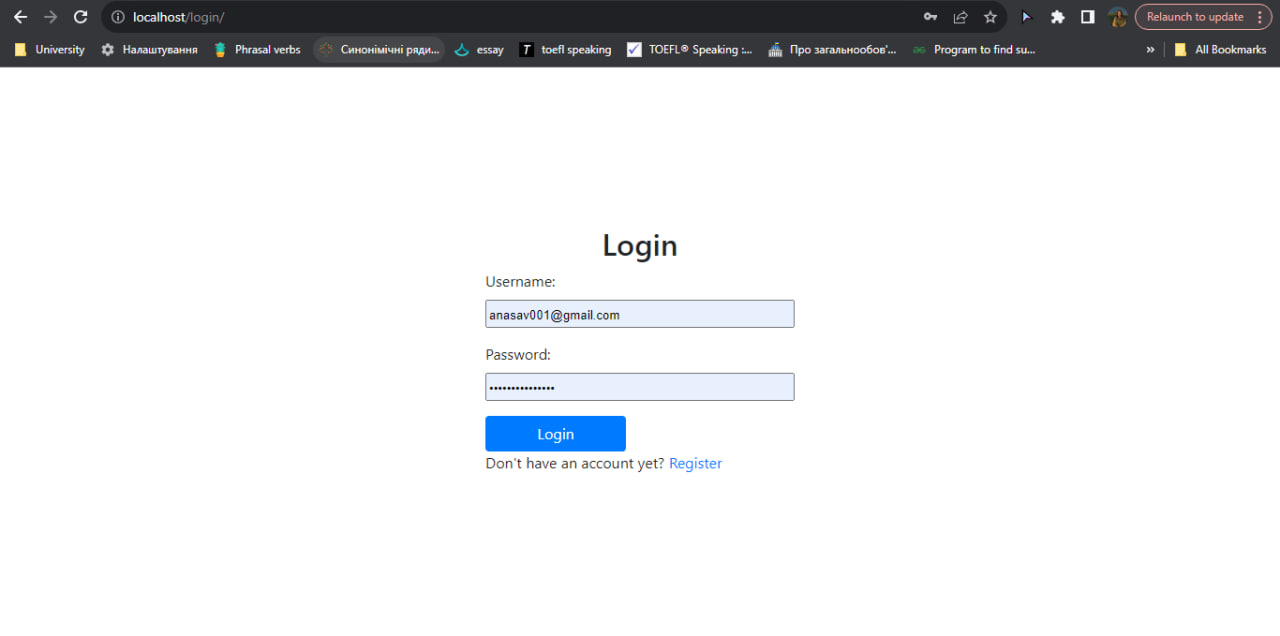 localhost/login/
Relaunch to update
University
Налаштування
Phrasal verbs
Синонімічні ряди...
essay
T
toefl speaking
TOEFL® Speaking :...
Про загальнообов'...
Program to find su...
»
All Bookmarks
Login
Username:
anasav001@gmail.com
Password:
•••••••••••••••
Login
Don't have an account yet? Register